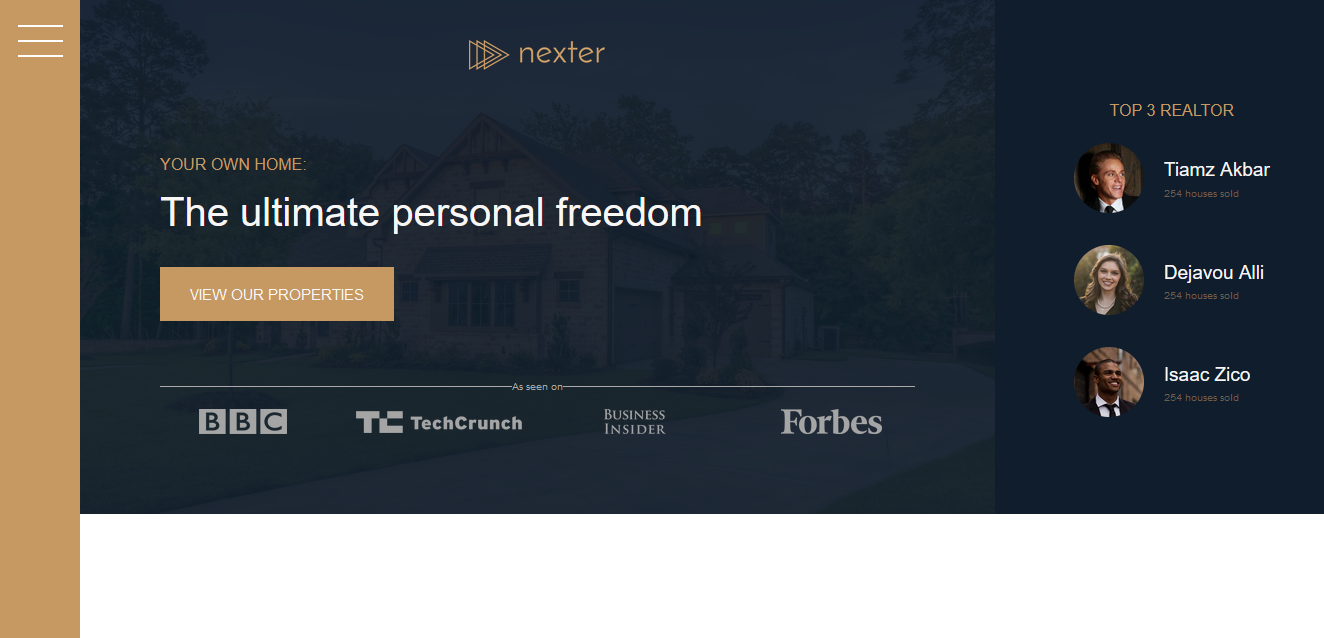 nexter
YOUR OWN HOME:
The ultimate personal freedom
VIEW OUR PROPERTIES
As seen on
BBC
TechCrunch
BUSINESS
INSIDER
Forbes
TOP 3 REALTOR
Tiamz Akbar
254 houses sold
Dejavou Alli
254 houses sold
Isaac Zico
254 houses sold